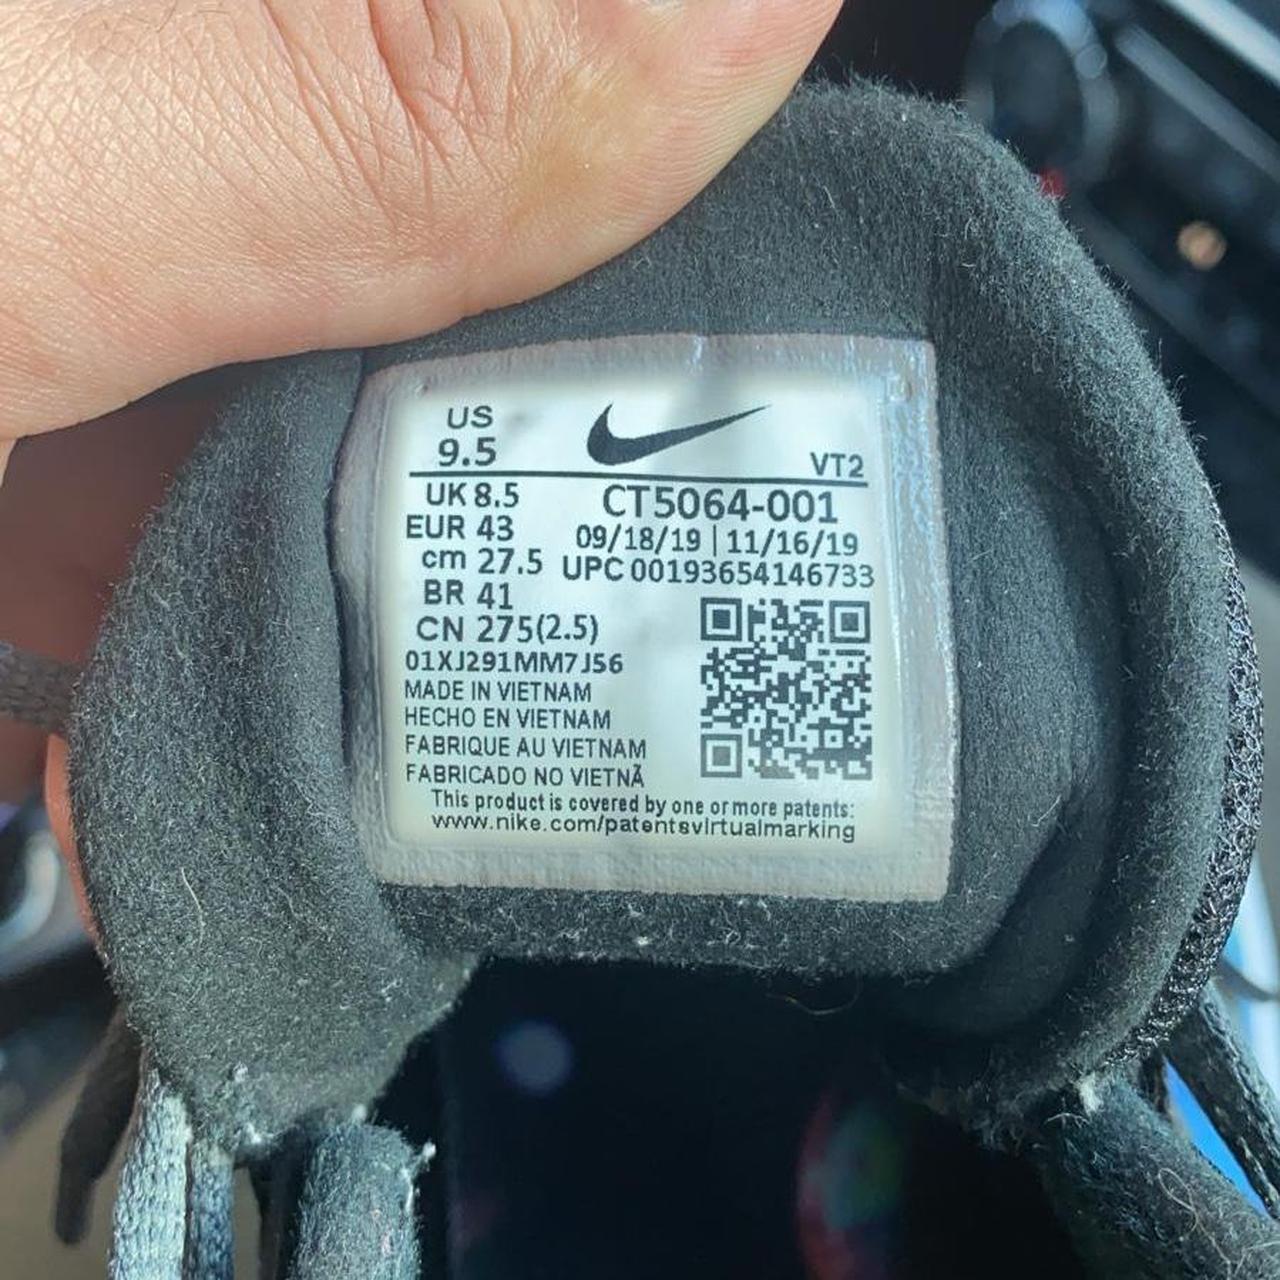 US
9.5
VT2
UK 8.5
CT5064-001
EUR 43
09/18/19 | 11/16/19
cm 27.5
UPC 00193654146733
BR 41
CN 275(2.5)
01XJ291MM7J56
MADE IN VIETNAM
HECHO EN VIETNAM
FABRIQUE AU VIETNAM
FABRICADO NO VIETNÃ
This product is covered by one or more patents:
www.nike.com/patentsvirtualmarking